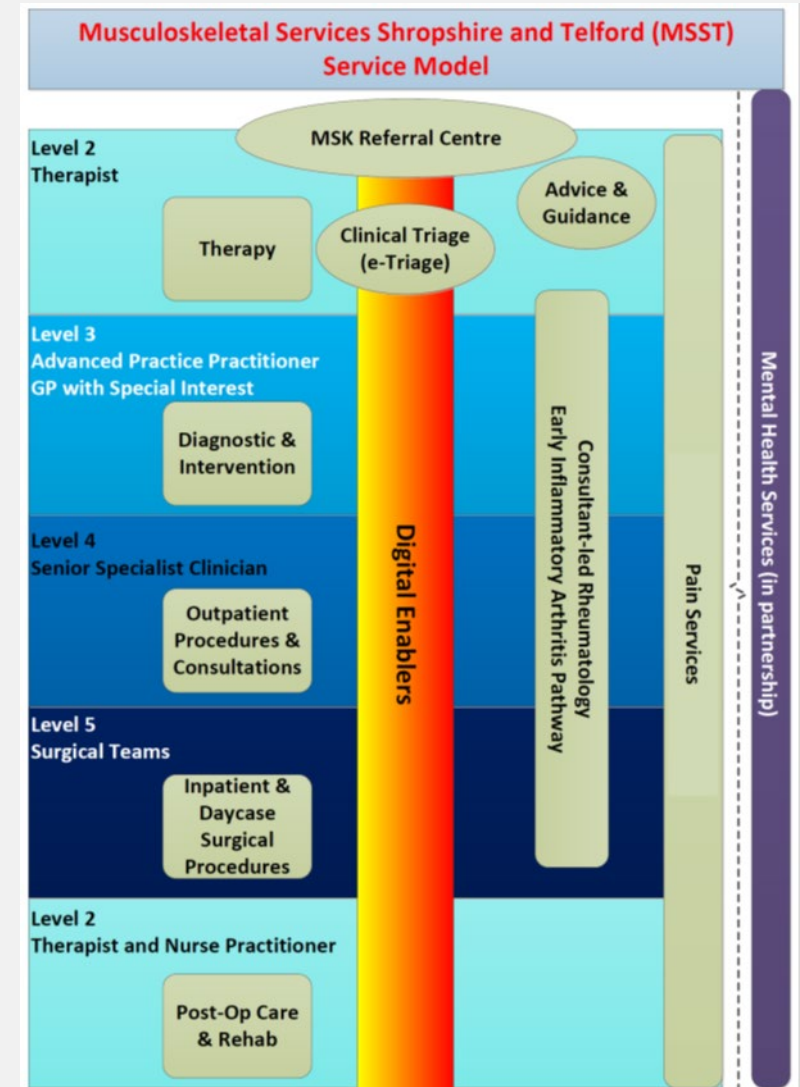 Musculoskeletal Services Shropshire and Telford (MSST)
Service Model
MSK Referral Centre
Level 2
Therapist
Advice &
Guidance
Therapy
Clinical Triage
(e-Triage)
Level 3
Advanced Practice Practitioner
GP with Special Interest
Diagnostic &
Intervention
Level 4
Senior Specialist Clinician
Outpatient
Procedures &
Consultations
Level 5
Surgical Teams
Inpatient &
Daycase
Surgical
Procedures
Level 2
Therapist and Nurse Practitioner
Post-Op Care
& Rehab
Digital Enablers
Consultant-led Rheumatology
Early Inflammatory Arthritis Pathway
Pain Services
Mental Health Services (in partnership)